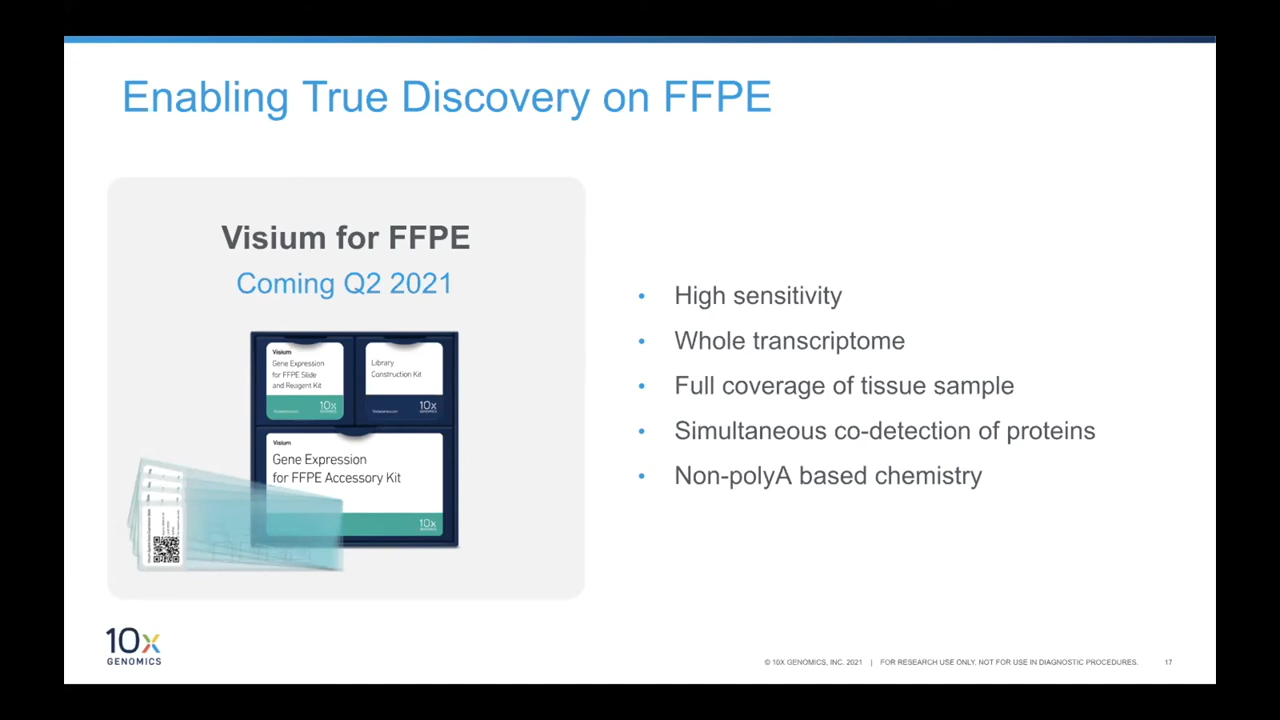 Enabling True Discovery on FFPE
Visium for FFPE
Coming Q2 2021
Visium
Gene Expression
for FFPE Slide
and Reagent Kit
10x
GENOMICS
Library
Construction Kit
10x
GENOMICS
Visium
Gene Expression
for FFPE Accessory Kit
10x
GENOMICS
• High sensitivity
• Whole transcriptome
• Full coverage of tissue sample
• Simultaneous co-detection of proteins
• Non-polyA based chemistry
10x
GENOMICS
© 10X GENOMICS, INC. 2021 | FOR RESEARCH USE ONLY. NOT FOR USE IN DIAGNOSTIC PROCEDURES.
17